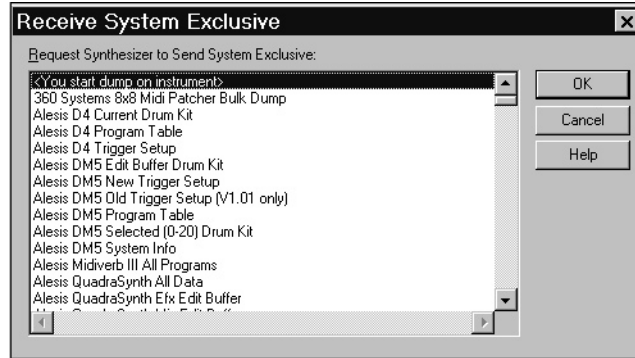 Receive System Exclusive
Request Synthesizer to Send System Exclusive:
<You start dump on instrument>
360 Systems 8x8 Midi Patcher Bulk Dump
Alesis D4 Current Drum Kit
Alesis D4 Program Table
Alesis D4 Trigger Setup
Alesis DM5 Edit Buffer Drum Kit
Alesis DM5 New Trigger Setup
Alesis DM5 Old Trigger Setup (V1.01 only)
Alesis DM5 Program Table
Alesis DM5 Selected (0-20) Drum Kit
Alesis DM5 System Info
Alesis Midiverb III All Programs
Alesis QuadraSynth All Data
Alesis QuadraSynth Efx Edit Buffer
OK
Cancel
Help